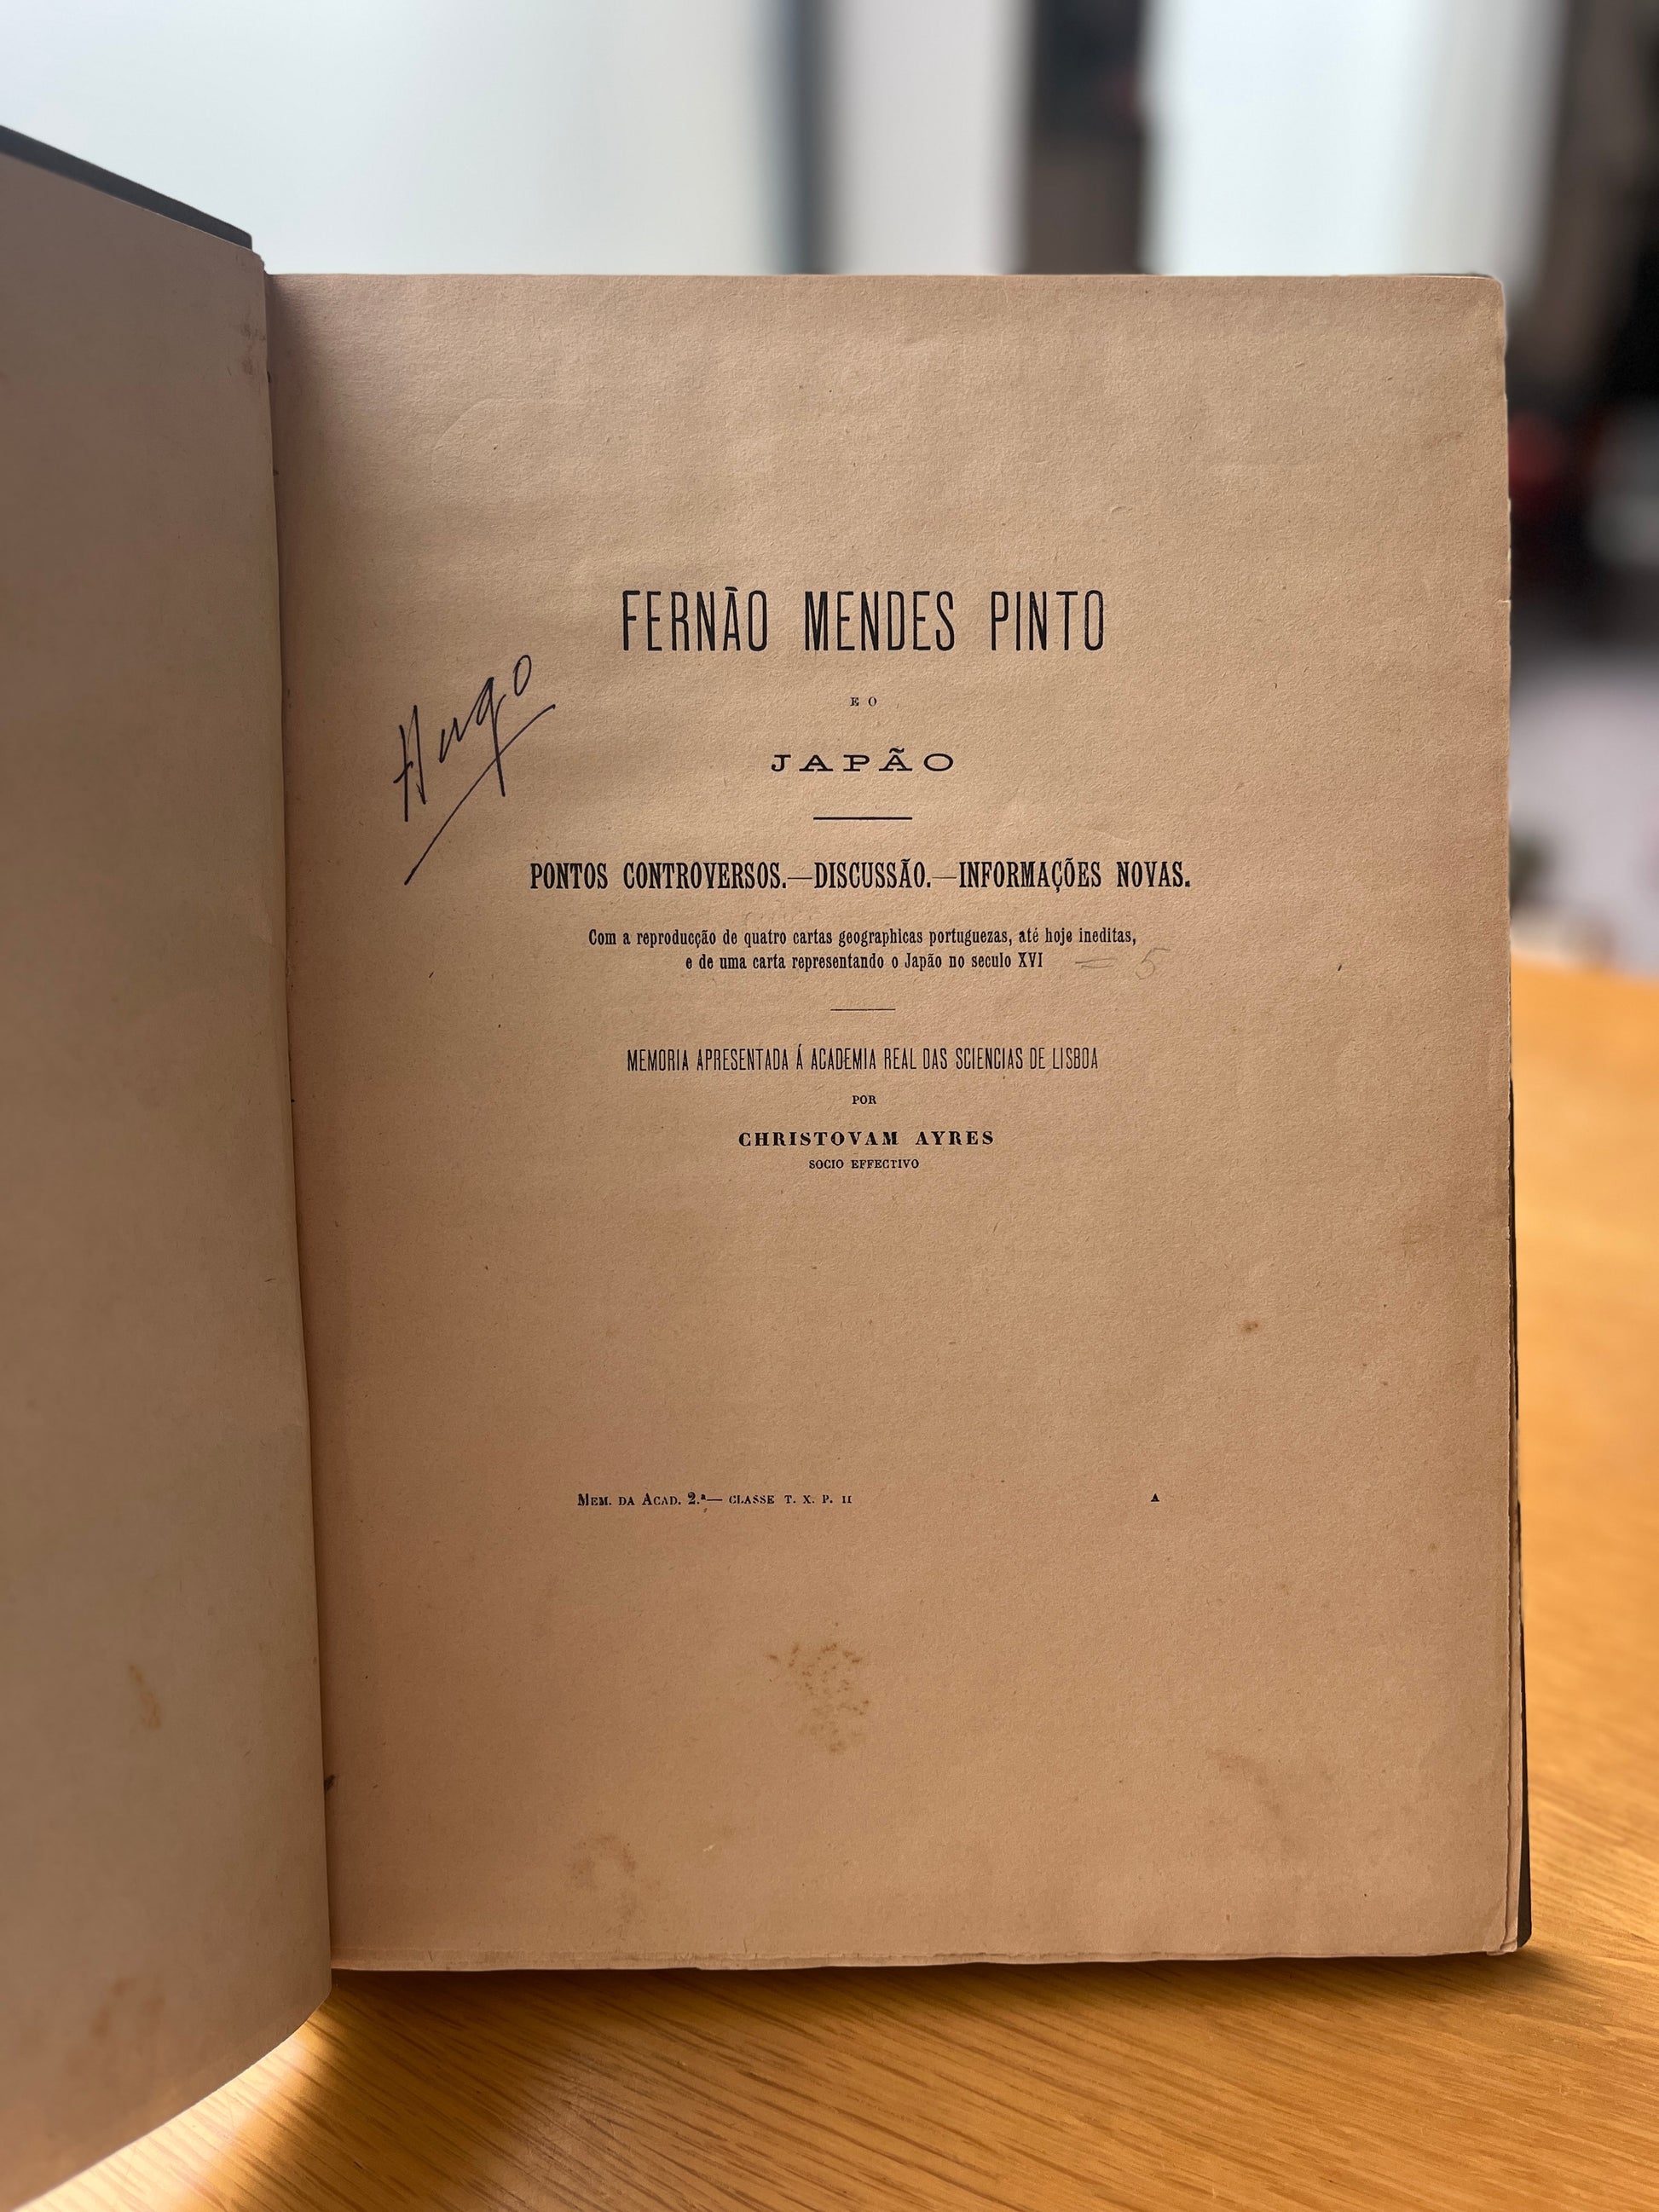 FERNÃO MENDES PINTO
Hugo
E O
JAPÃO
PONTOS CONTROVERSOS.—DISCUSSÃO.—INFORMAÇÕES NOVAS.
Com a reproducção de quatro cartas geographicas portuguezas, até hoje ineditas,
e de uma carta representando o Japão no seculo XVI = 5
MEMORIA APRESENTADA Á ACADEMIA REAL DAS SCIENCIAS DE LISBOA
POR
CHRISTOVAM AYRES
SOCIO EFFECTIVO
MEM. DA ACAD. 2.ª— CLASSE T. X. P. II A